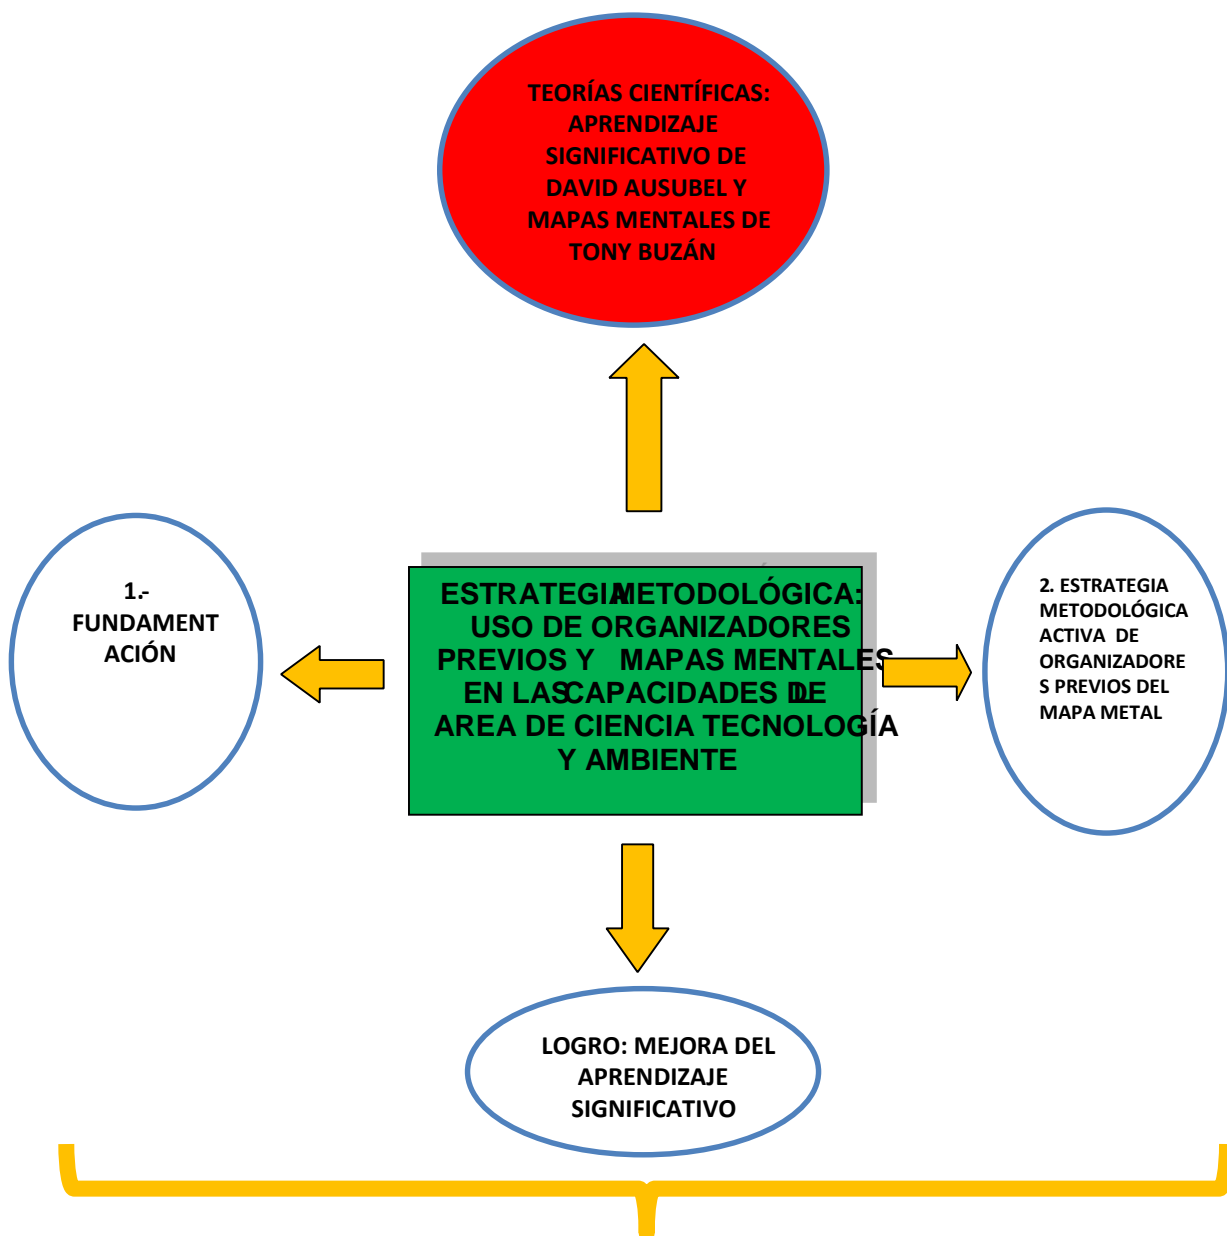 TEORÍAS CIENTÍFICAS:
APRENDIZAJE
SIGNIFICATIVO DE
DAVID AUSUBEL Y
MAPAS MENTALES DE
TONY BUZÁN
1.-
FUNDAMENT
ACIÓN
ESTRATEGIA METODOLÓGICA:
USO DE ORGANIZADORES
PREVIOS Y MAPAS MENTALES
EN LAS CAPACIDADES DEL
AREA DE CIENCIA TECNOLOGÍA
Y AMBIENTE
2. ESTRATEGIA
METODOLÓGICA
ACTIVA DE
ORGANIZADORE
S PREVIOS DEL
MAPA METAL
LOGRO: MEJORA DEL
APRENDIZAJE
SIGNIFICATIVO